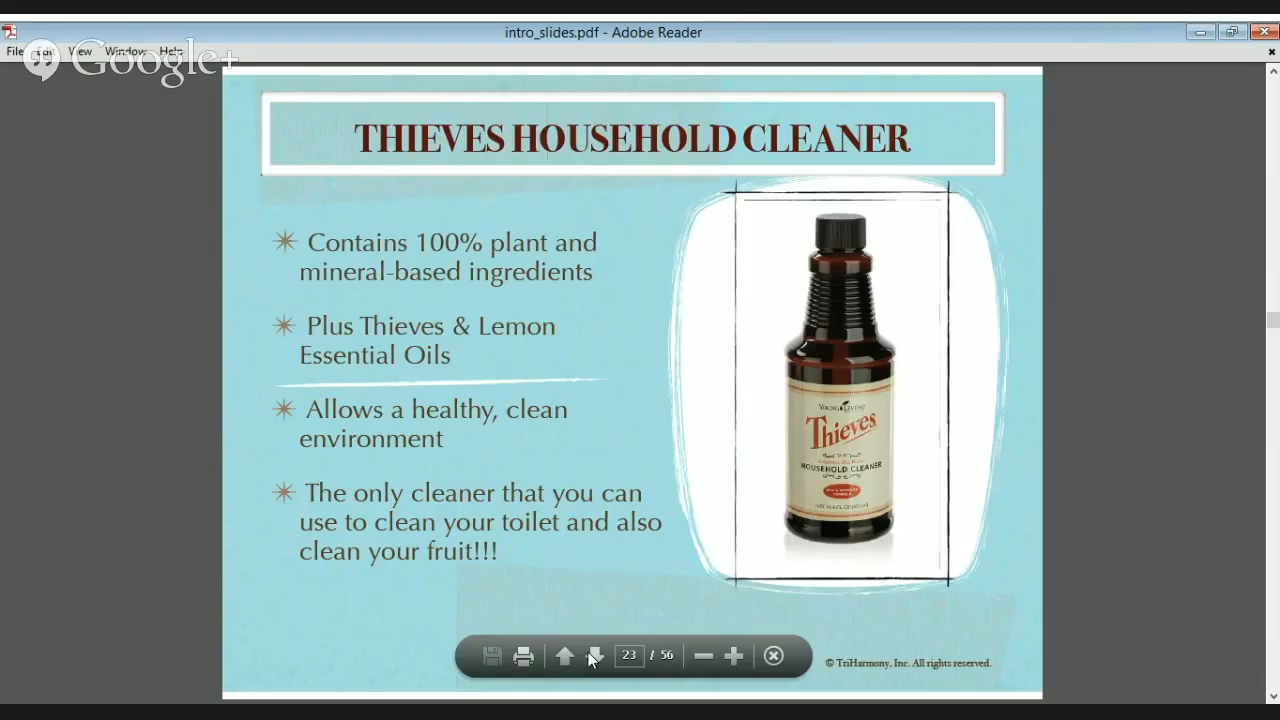 intro_slides.pdf - Adobe Reader
File Edit View Window Help
Google+
THIEVES HOUSEHOLD CLEANER
Contains 100% plant and
mineral-based ingredients
Plus Thieves & Lemon
Essential Oils
Allows a healthy, clean
environment
The only cleaner that you can
use to clean your toilet and also
clean your fruit!!!
YOUNG LIVING
Thieves
HOUSEHOLD CLEANER
23 / 56
© TriHarmony, Inc. All rights reserved.